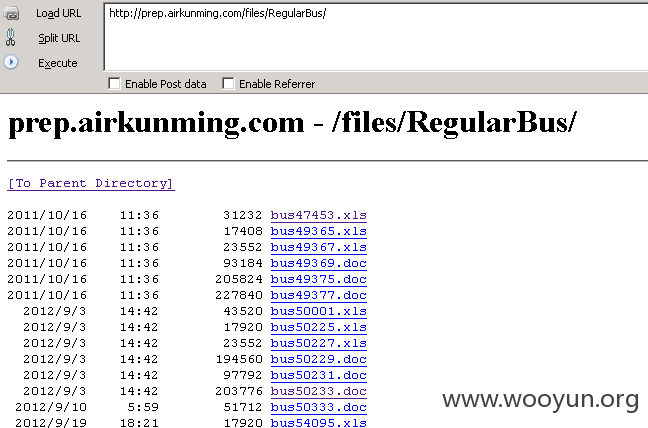 Load URL
http://prep.airkunming.com/files/RegularBus/
Split URL
Execute
Enable Post data Enable Referrer
prep.airkunming.com - /files/RegularBus/
[To Parent Directory]
2011/10/16 11:36 31232 bus47453.xls
2011/10/16 11:36 17408 bus49365.xls
2011/10/16 11:36 23552 bus49367.xls
2011/10/16 11:36 93184 bus49369.doc
2011/10/16 11:36 205824 bus49375.doc
2011/10/16 11:36 227840 bus49377.doc
2012/9/3 14:42 43520 bus50001.xls
2012/9/3 14:42 17920 bus50225.xls
2012/9/3 14:42 23552 bus50227.xls
2012/9/3 14:42 194560 bus50229.doc
2012/9/3 14:42 97792 bus50231.doc
2012/9/3 14:42 203776 bus50233.doc
2012/9/10 5:59 51712 bus50333.doc
2012/9/19 18:21 17920 bus54095.xls
www.wooyun.org